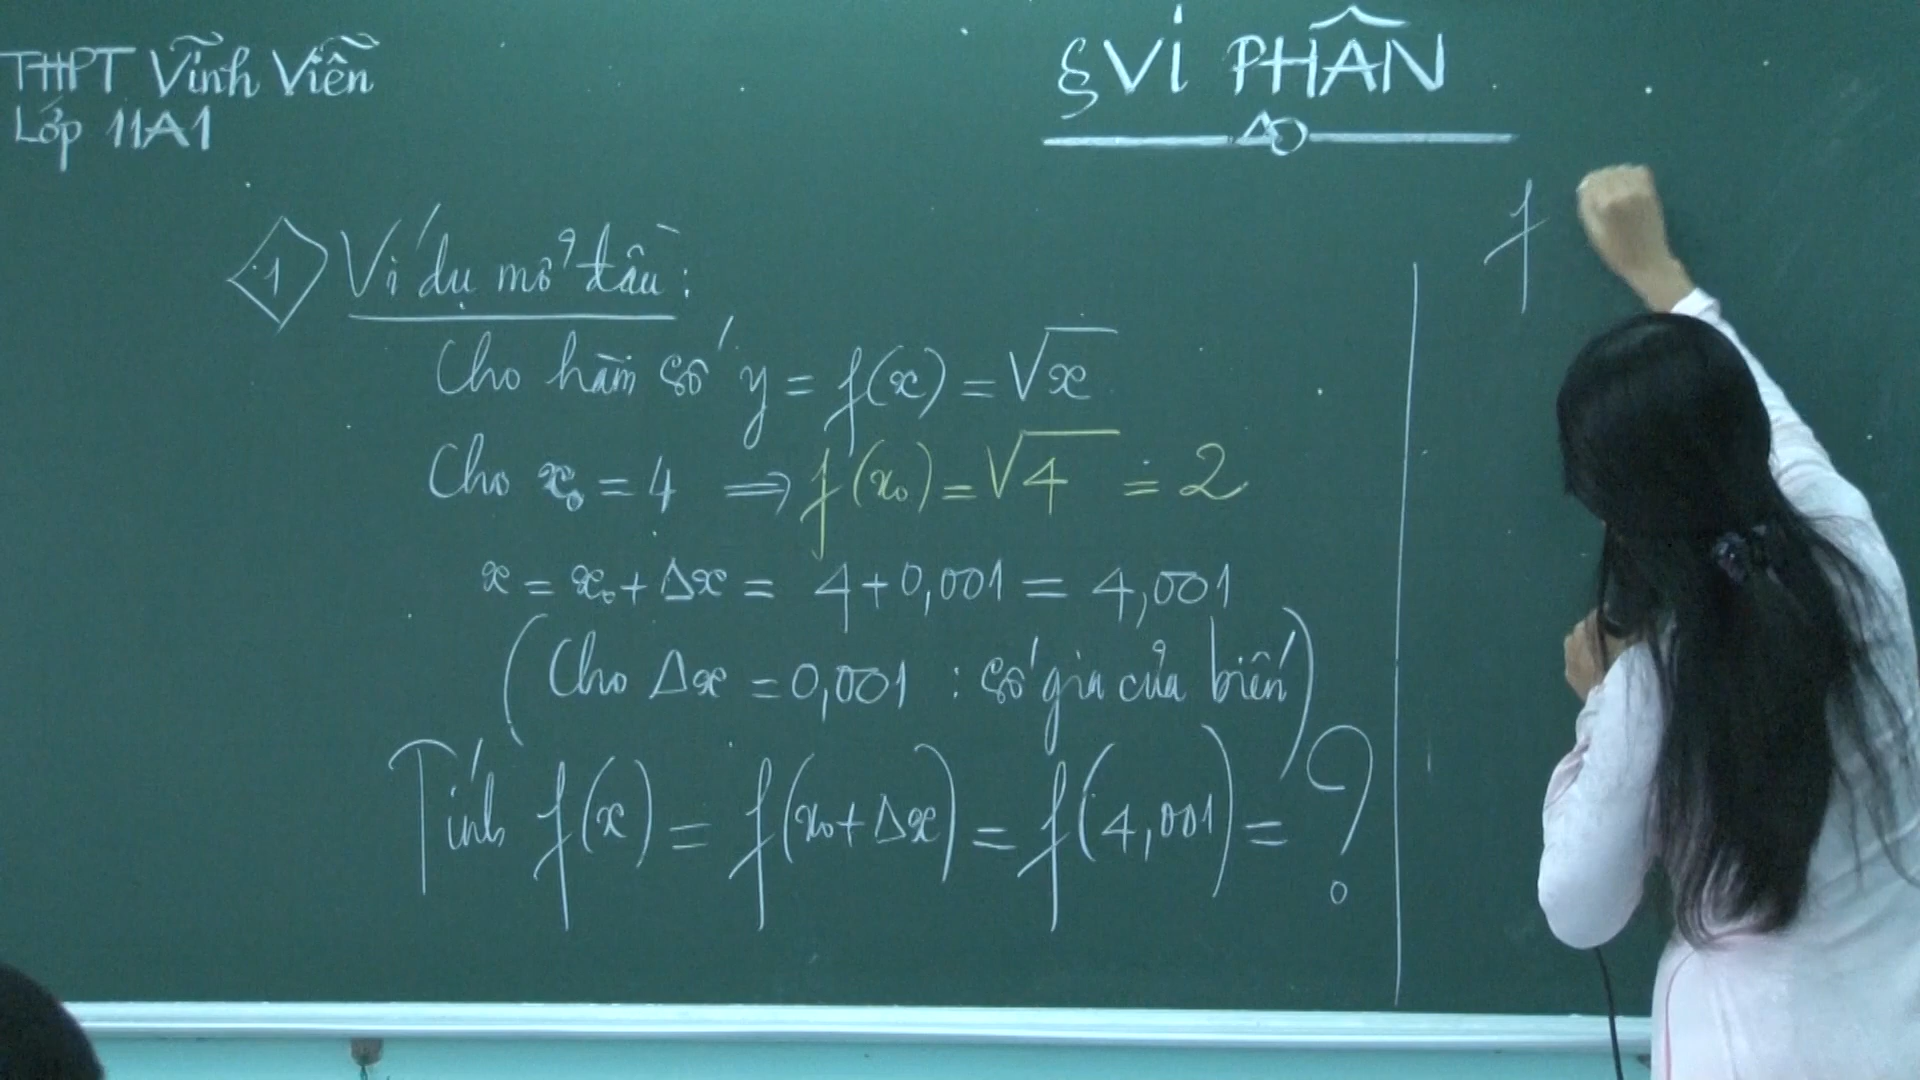 THPT Vĩnh Viễn
Lớp 11A1
§ VI PHÂN
1 Ví dụ mở đầu:
Cho hàm số y = f(x) = √x
Cho x₀ = 4 ⇒ f(x₀) = √4 = 2
x = x₀ + Δx = 4 + 0,001 = 4,001
(Cho Δx = 0,001 : số gia của biến)
Tính f(x) = f(x₀ + Δx) = f(4,001) = ?
f